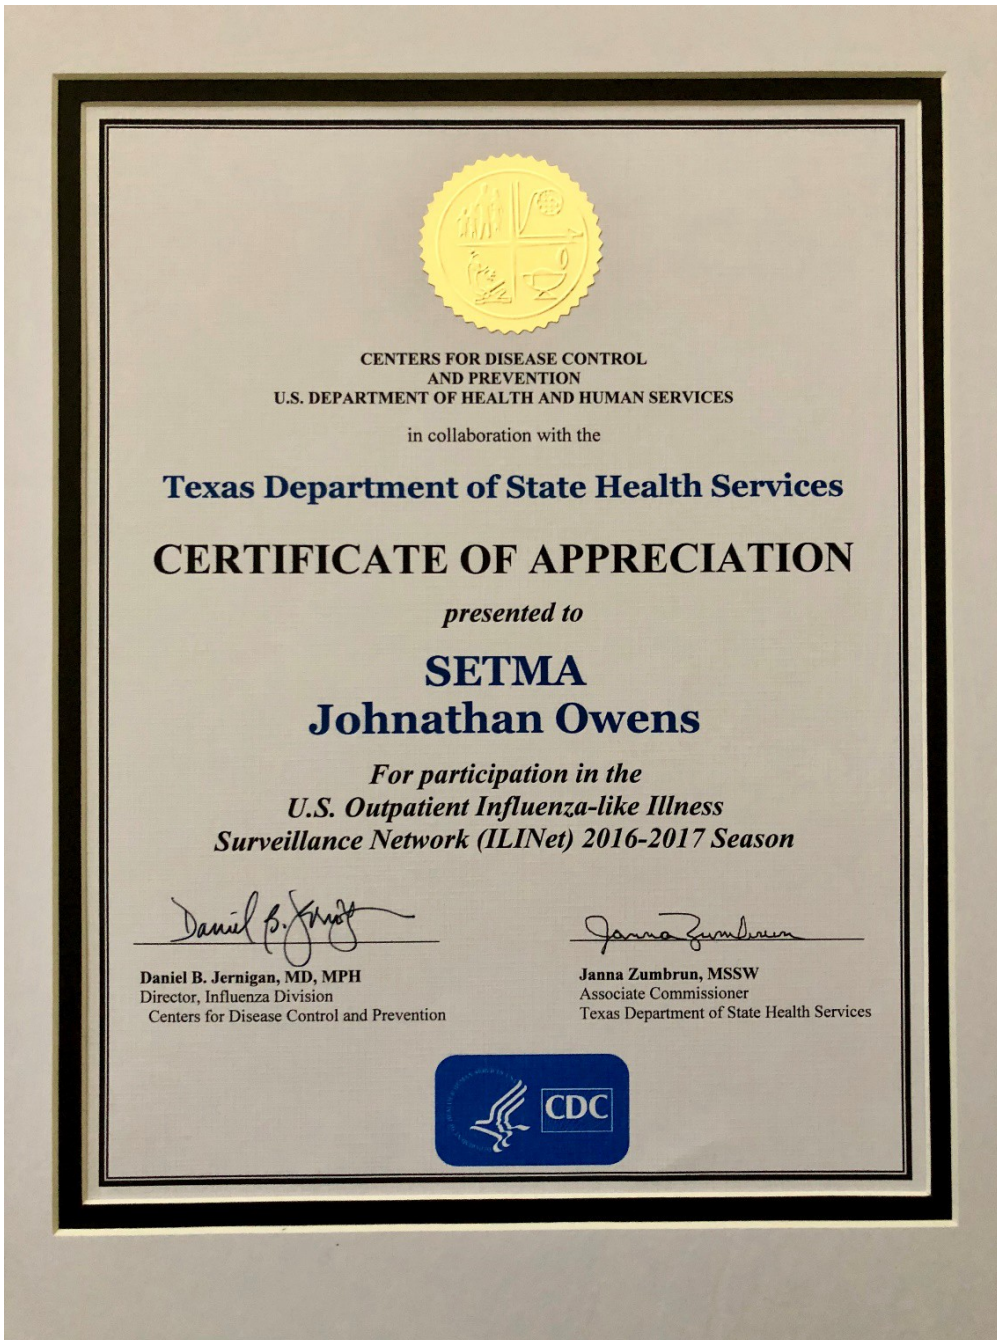 CENTERS FOR DISEASE CONTROL
AND PREVENTION
U.S. DEPARTMENT OF HEALTH AND HUMAN SERVICES
in collaboration with the
Texas Department of State Health Services
CERTIFICATE OF APPRECIATION
presented to
SETMA
Johnathan Owens
For participation in the
U.S. Outpatient Influenza-like Illness
Surveillance Network (ILINet) 2016-2017 Season
Daniel B. Jernigan, MD, MPH
Director, Influenza Division
Centers for Disease Control and Prevention
Janna Zumbrun
Janna Zumbrun, MSSW
Associate Commissioner
Texas Department of State Health Services
CDC